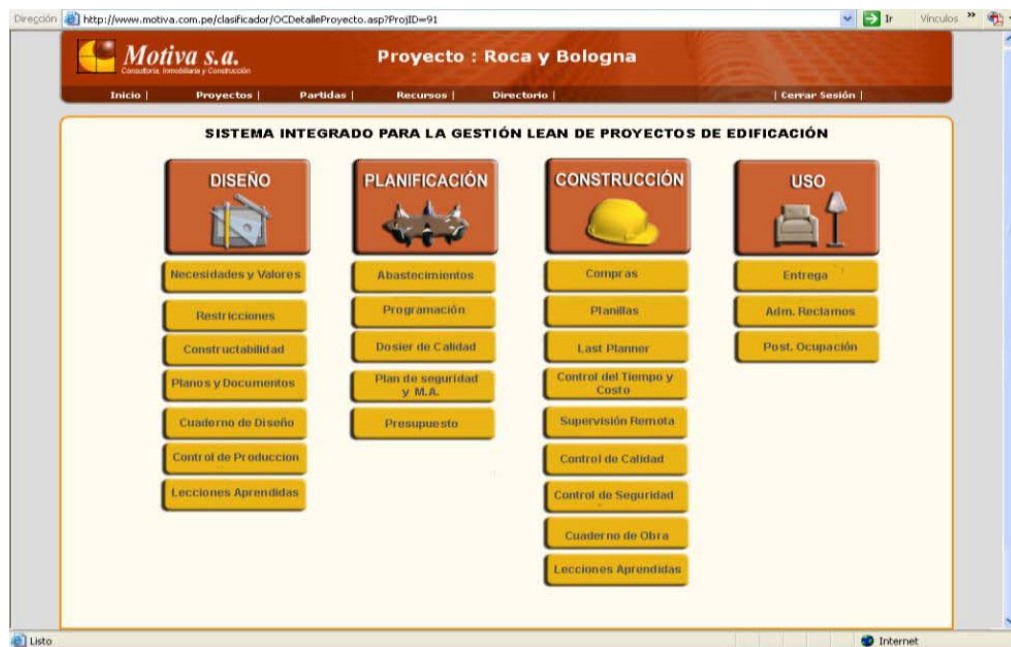 Dirección http://www.motiva.com.pe/clasificador/OCDetalleProyecto.asp?ProjID=91 Ir Vínculos »
Motiva s.a.
Consultoría, Inmobiliaria y Construcción
Proyecto : Roca y Bologna
Inicio | Proyectos | Partidas | Recursos | Directorio | | Cerrar Sesión |
SISTEMA INTEGRADO PARA LA GESTIÓN LEAN DE PROYECTOS DE EDIFICACIÓN
DISEÑO
Necesidades y Valores
Restricciones
Constructabilidad
Planos y Documentos
Cuaderno de Diseño
Control de Produccion
Lecciones Aprendidas
PLANIFICACIÓN
Abastecimientos
Programación
Dosier de Calidad
Plan de seguridad
y M.A.
Presupuesto
CONSTRUCCIÓN
Compras
Planillas
Last Planner
Control del Tiempo y
Costo
Supervisión Remota
Control de Calidad
Control de Seguridad
Cuaderno de Obra
Lecciones Aprendidas
USO
Entrega
Adm. Reclamos
Post. Ocupación
Listo Internet